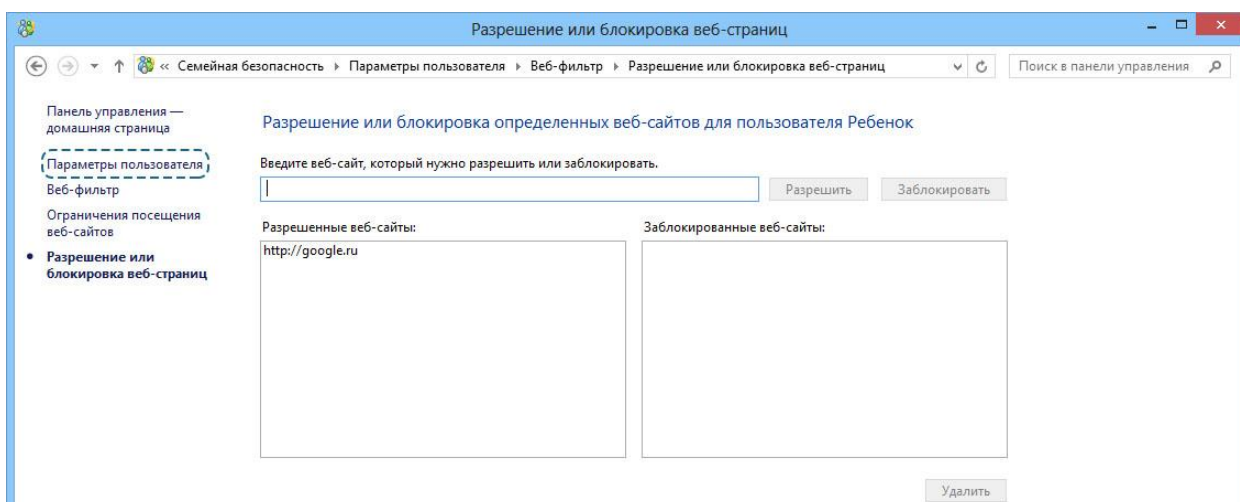 Разрешение или блокировка веб-страниц
« Семейная безопасность ▸ Параметры пользователя ▸ Веб-фильтр ▸ Разрешение или блокировка веб-страниц
Поиск в панели управления
Панель управления —
домашняя страница
Параметры пользователя
Веб-фильтр
Ограничения посещения
веб-сайтов
• Разрешение или
блокировка веб-страниц
Разрешение или блокировка определенных веб-сайтов для пользователя Ребенок
Введите веб-сайт, который нужно разрешить или заблокировать.
Разрешить
Заблокировать
Разрешенные веб-сайты:
Заблокированные веб-сайты:
http://google.ru
Удалить